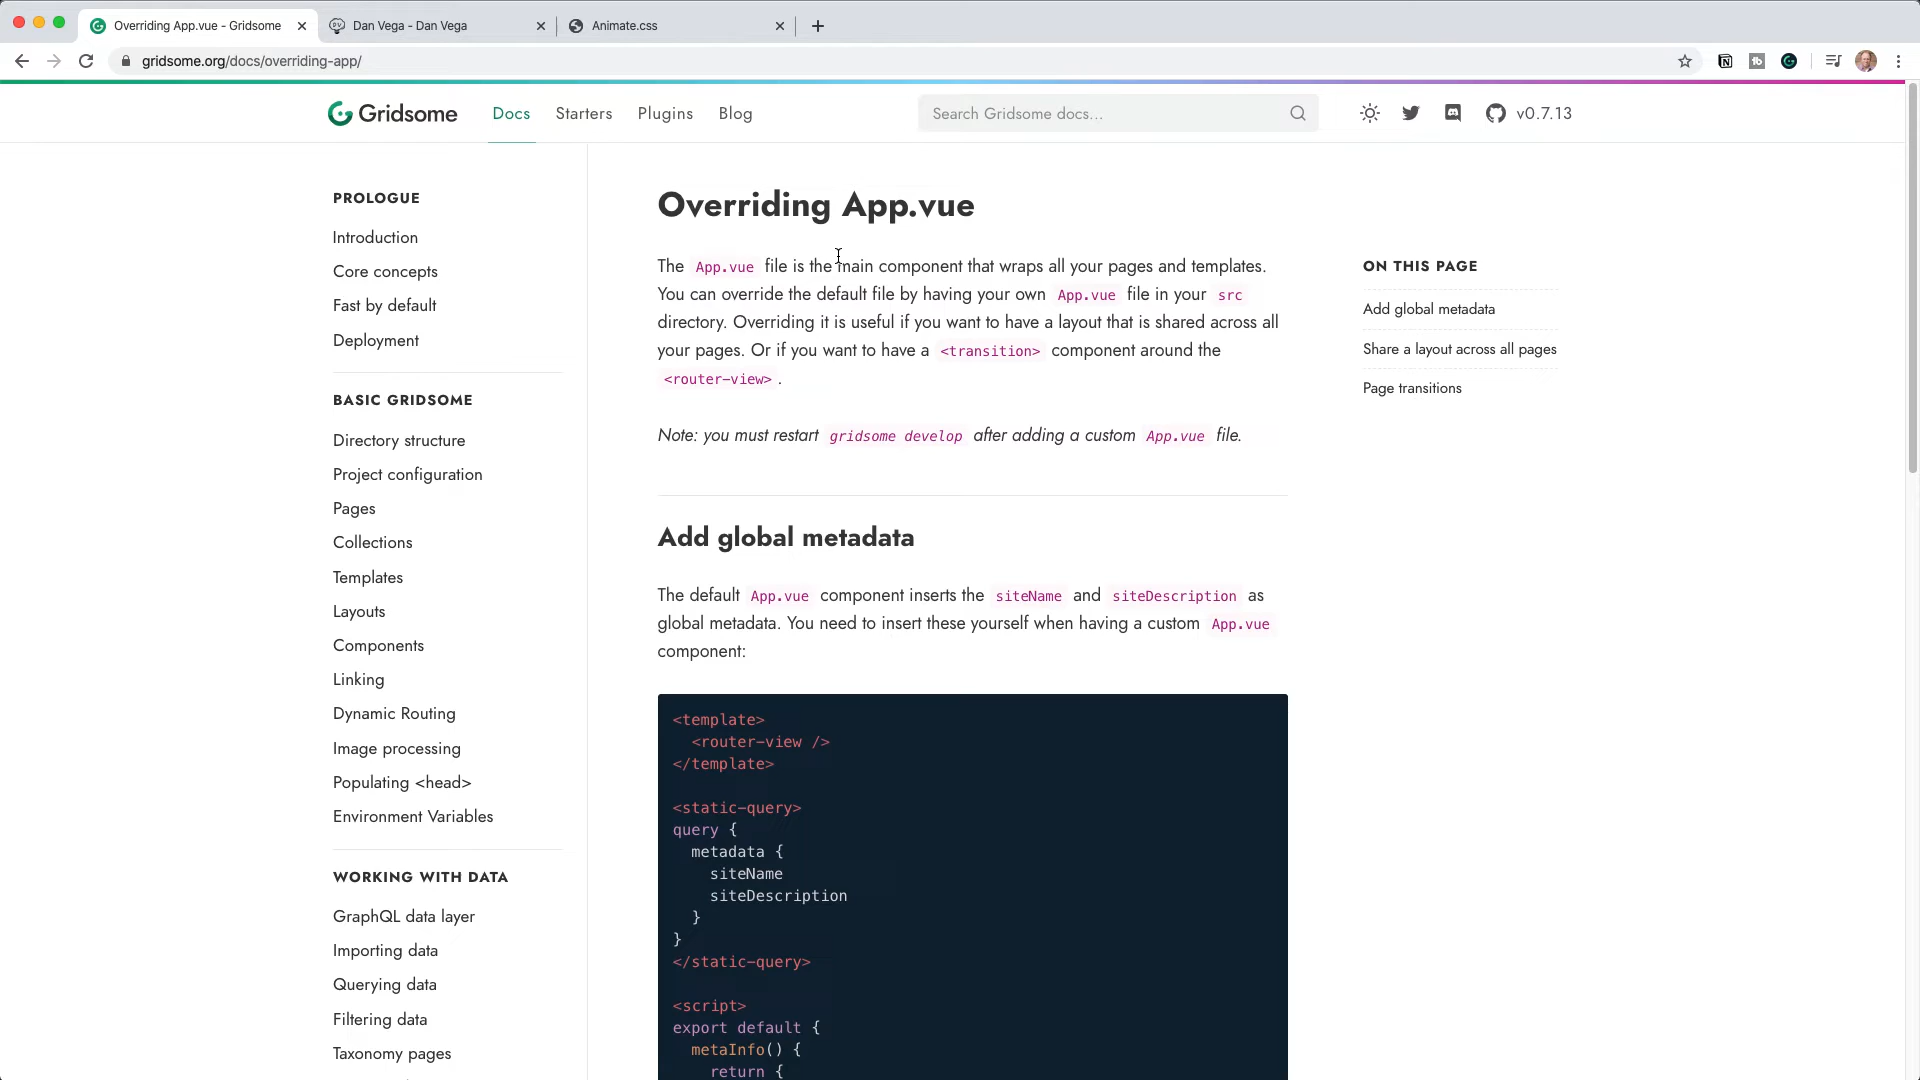 Overriding App.vue - Gridsome
Dan Vega - Dan Vega
Animate.css
gridsome.org/docs/overriding-app/
Gridsome
Docs
Starters
Plugins
Blog
Search Gridsome docs...
v0.7.13
PROLOGUE
Introduction
Core concepts
Fast by default
Deployment
BASIC GRIDSOME
Directory structure
Project configuration
Pages
Collections
Templates
Layouts
Components
Linking
Dynamic Routing
Image processing
Populating <head>
Environment Variables
WORKING WITH DATA
GraphQL data layer
Importing data
Querying data
Filtering data
Taxonomy pages
Overriding App.vue
The App.vue file is the main component that wraps all your pages and templates.
You can override the default file by having your own App.vue file in your src
directory. Overriding it is useful if you want to have a layout that is shared across all
your pages. Or if you want to have a <transition> component around the
<router-view> .
Note: you must restart gridsome develop after adding a custom App.vue file.
Add global metadata
The default App.vue component inserts the siteName and siteDescription as
global metadata. You need to insert these yourself when having a custom App.vue
component:
<template>
<router-view />
</template>
<static-query>
query {
metadata {
siteName
siteDescription
}
}
</static-query>
<script>
export default {
metaInfo() {
return {
ON THIS PAGE
Add global metadata
Share a layout across all pages
Page transitions